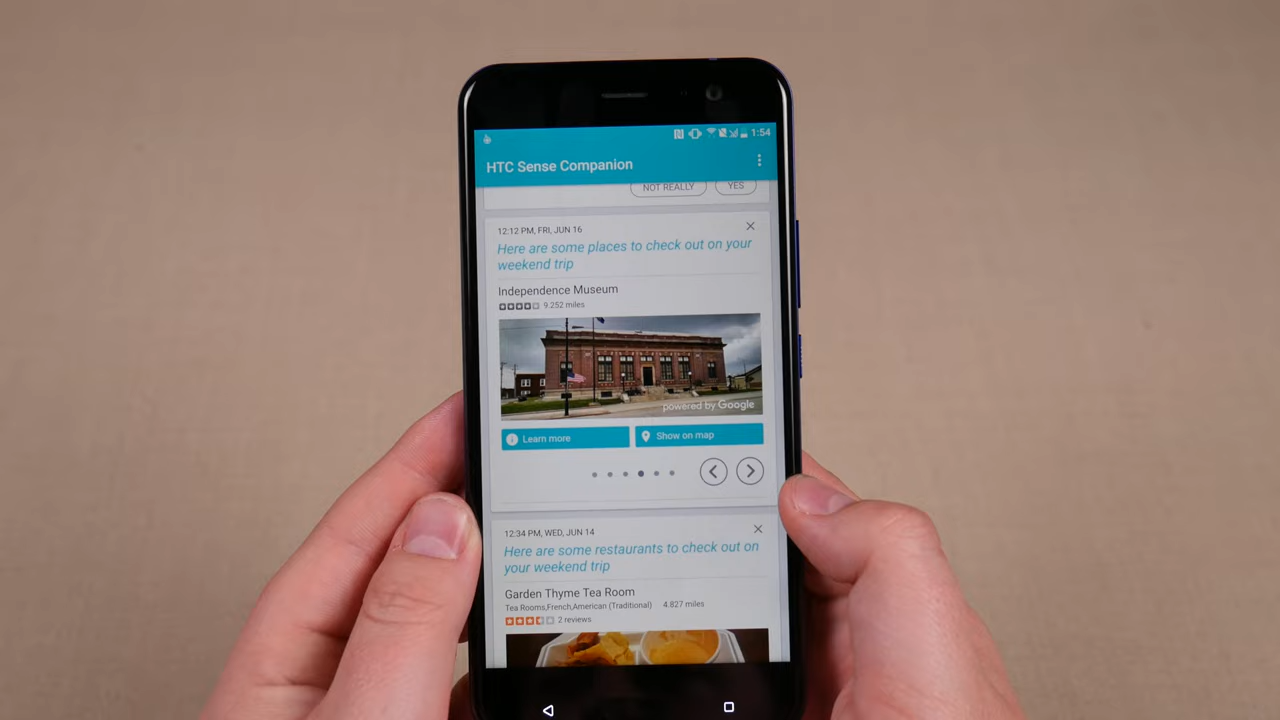 1:54
HTC Sense Companion
NOT REALLY YES
12:12 PM, FRI, JUN 16
Here are some places to check out on your
weekend trip
Independence Museum
9.252 miles
powered by Google
Learn more
Show on map
12:34 PM, WED, JUN 14
Here are some restaurants to check out on
your weekend trip
Garden Thyme Tea Room
Tea Rooms,French,American (Traditional) 4.827 miles
2 reviews